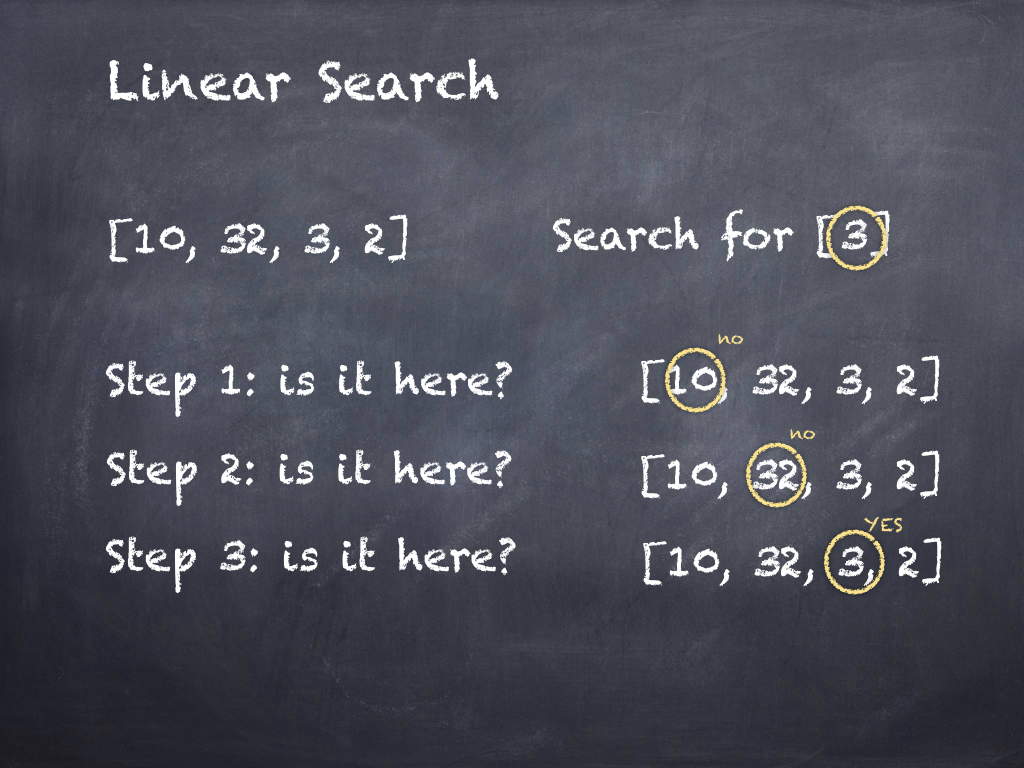 Linear Search
[10, 32, 3, 2] Search for [3]
no
Step 1: is it here? [10, 32, 3, 2]
no
Step 2: is it here? [10, 32, 3, 2]
YES
Step 3: is it here? [10, 32, 3, 2]